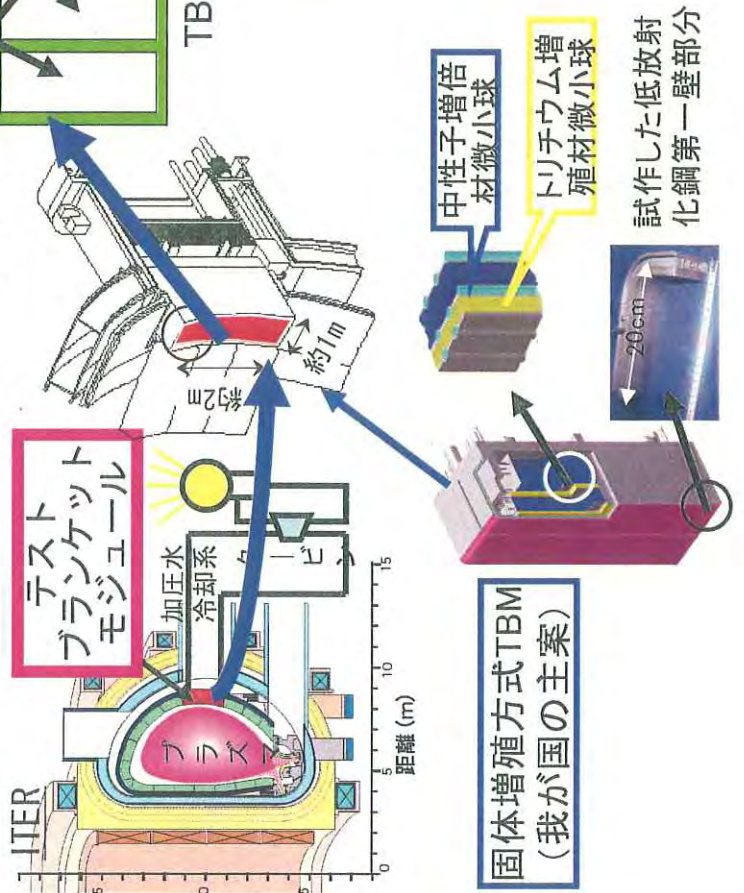 ITER
テスト
ブランケット
モジュール
加圧水
冷却系
タービン
プラズマ
5
0
5
0
5
10
15
距離(m)
約2m
約1m
TB
固体増殖方式TBM
(我が国の主案)
中性子増倍
材微小球
トリチウム増
殖材微小球
20cm
試作した低放射
化鋼第一壁部分